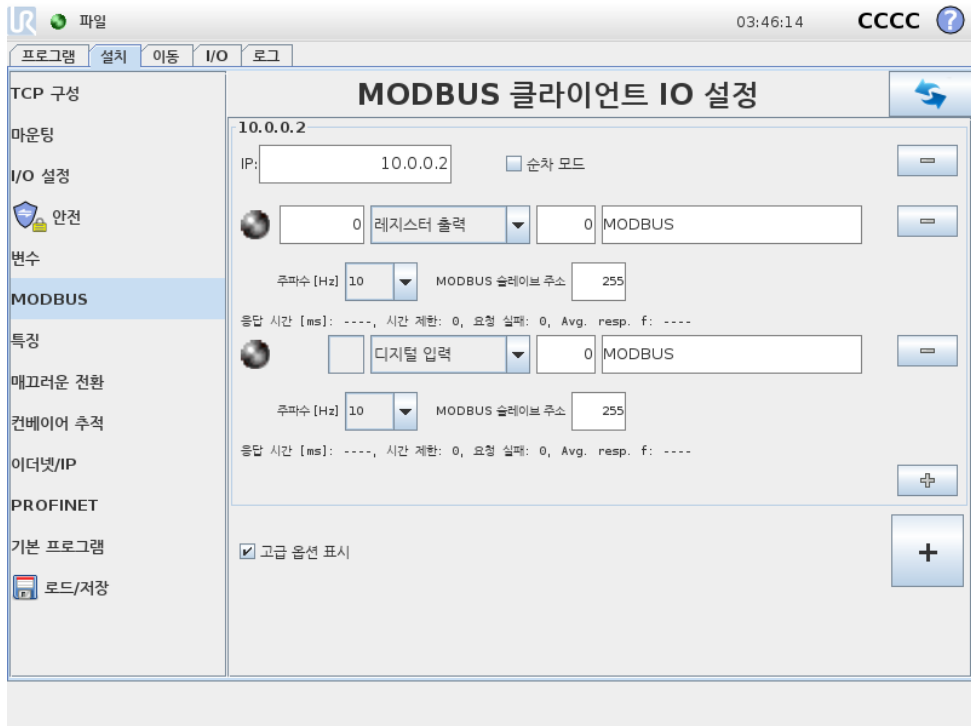 UR 파일 03:46:14 CCCC ?
프로그램 설치 이동 I/O 로그
TCP 구성
마운팅
I/O 설정
안전
변수
MODBUS
특징
매끄러운 전환
컨베이어 추적
이더넷/IP
PROFINET
기본 프로그램
로드/저장
MODBUS 클라이언트 IO 설정
10.0.0.2
IP: 10.0.0.2 순차 모드
0 레지스터 출력 0 MODBUS
주파수 [Hz] 10 MODBUS 슬레이브 주소 255
응답 시간 [ms]: ----, 시간 제한: 0, 요청 실패: 0, Avg. resp. f: ----
디지털 입력 0 MODBUS
주파수 [Hz] 10 MODBUS 슬레이브 주소 255
응답 시간 [ms]: ----, 시간 제한: 0, 요청 실패: 0, Avg. resp. f: ----
고급 옵션 표시